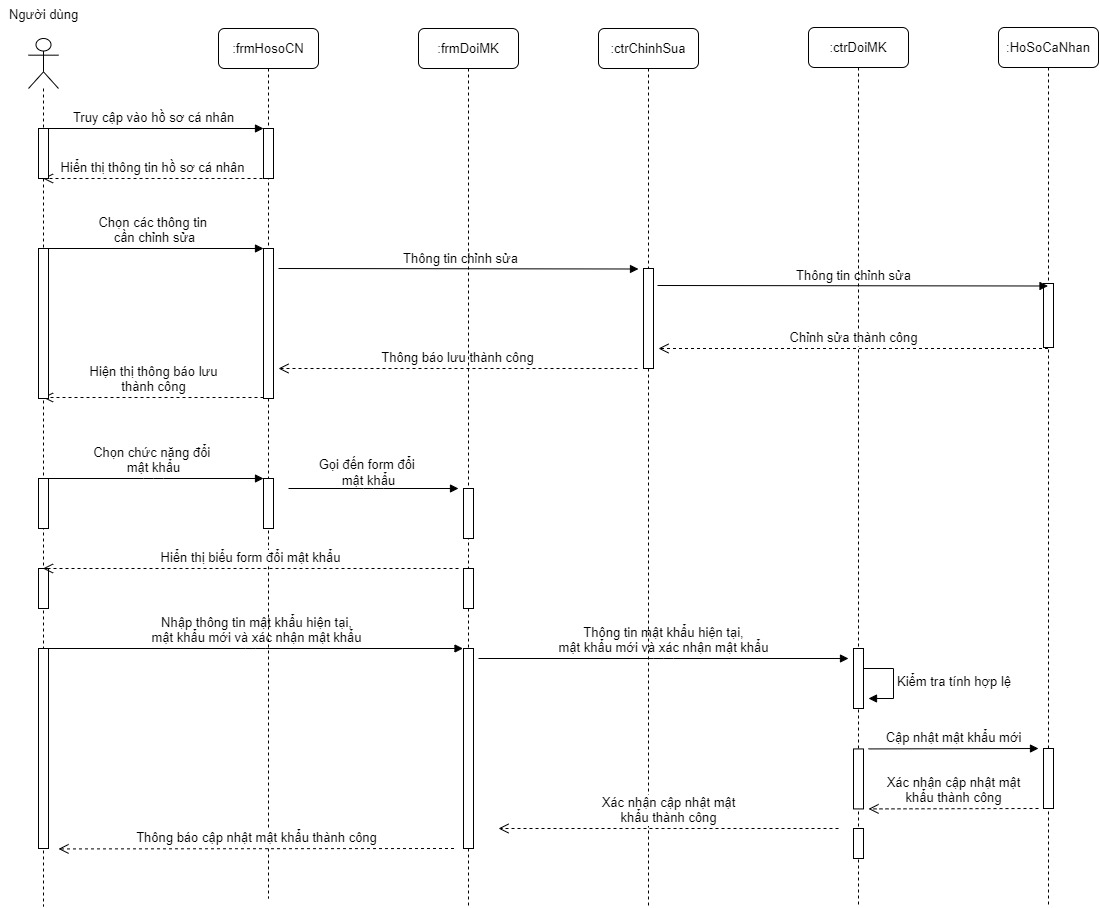 Người dùng
:frmHosoCN
:frmDoiMK
:ctrChinhSua
:ctrDoiMK
:HoSoCaNhan
Truy cập vào hồ sơ cá nhân
Hiển thị thông tin hồ sơ cá nhân
Chọn các thông tin
cần chỉnh sửa
Thông tin chỉnh sửa
Thông tin chỉnh sửa
Chỉnh sửa thành công
Thông báo lưu thành công
Hiện thị thông báo lưu
thành công
Chọn chức năng đổi
mật khẩu
Gọi đến form đổi
mật khẩu
Hiển thị biểu form đổi mật khẩu
Nhập thông tin mật khẩu hiện tại,
mật khẩu mới và xác nhận mật khẩu
Thông tin mật khẩu hiện tại,
mật khẩu mới và xác nhận mật khẩu
Kiểm tra tính hợp lệ
Cập nhật mật khẩu mới
Xác nhận cập nhật mật
khẩu thành công
Xác nhận cập nhật mật
khẩu thành công
Thông báo cập nhật mật khẩu thành công